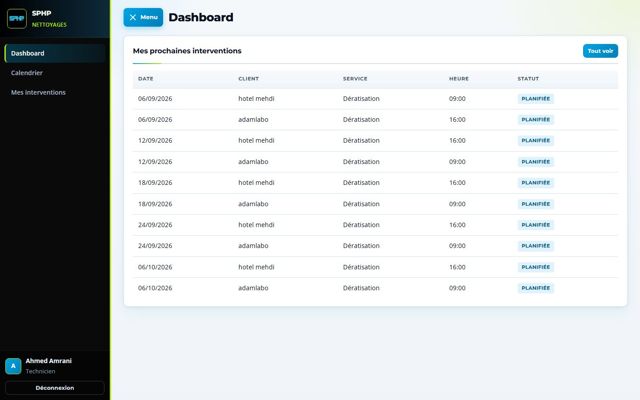 SPHP
SPHP
NETTOYAGES
Dashboard
Calendrier
Mes interventions
Ahmed Amrani
A
Technicien
Déconnexion
Menu
Dashboard
Mes prochaines interventions
Tout voir
DATE CLIENT SERVICE HEURE STATUT
06/09/2026 hotel mehdi Dératisation 09:00 PLANIFIÉE
06/09/2026 adamlabo Dératisation 16:00 PLANIFIÉE
12/09/2026 hotel mehdi Dératisation 16:00 PLANIFIÉE
12/09/2026 adamlabo Dératisation 09:00 PLANIFIÉE
18/09/2026 hotel mehdi Dératisation 16:00 PLANIFIÉE
18/09/2026 adamlabo Dératisation 09:00 PLANIFIÉE
24/09/2026 hotel mehdi Dératisation 16:00 PLANIFIÉE
24/09/2026 adamlabo Dératisation 09:00 PLANIFIÉE
06/10/2026 hotel mehdi Dératisation 16:00 PLANIFIÉE
06/10/2026 adamlabo Dératisation 09:00 PLANIFIÉE